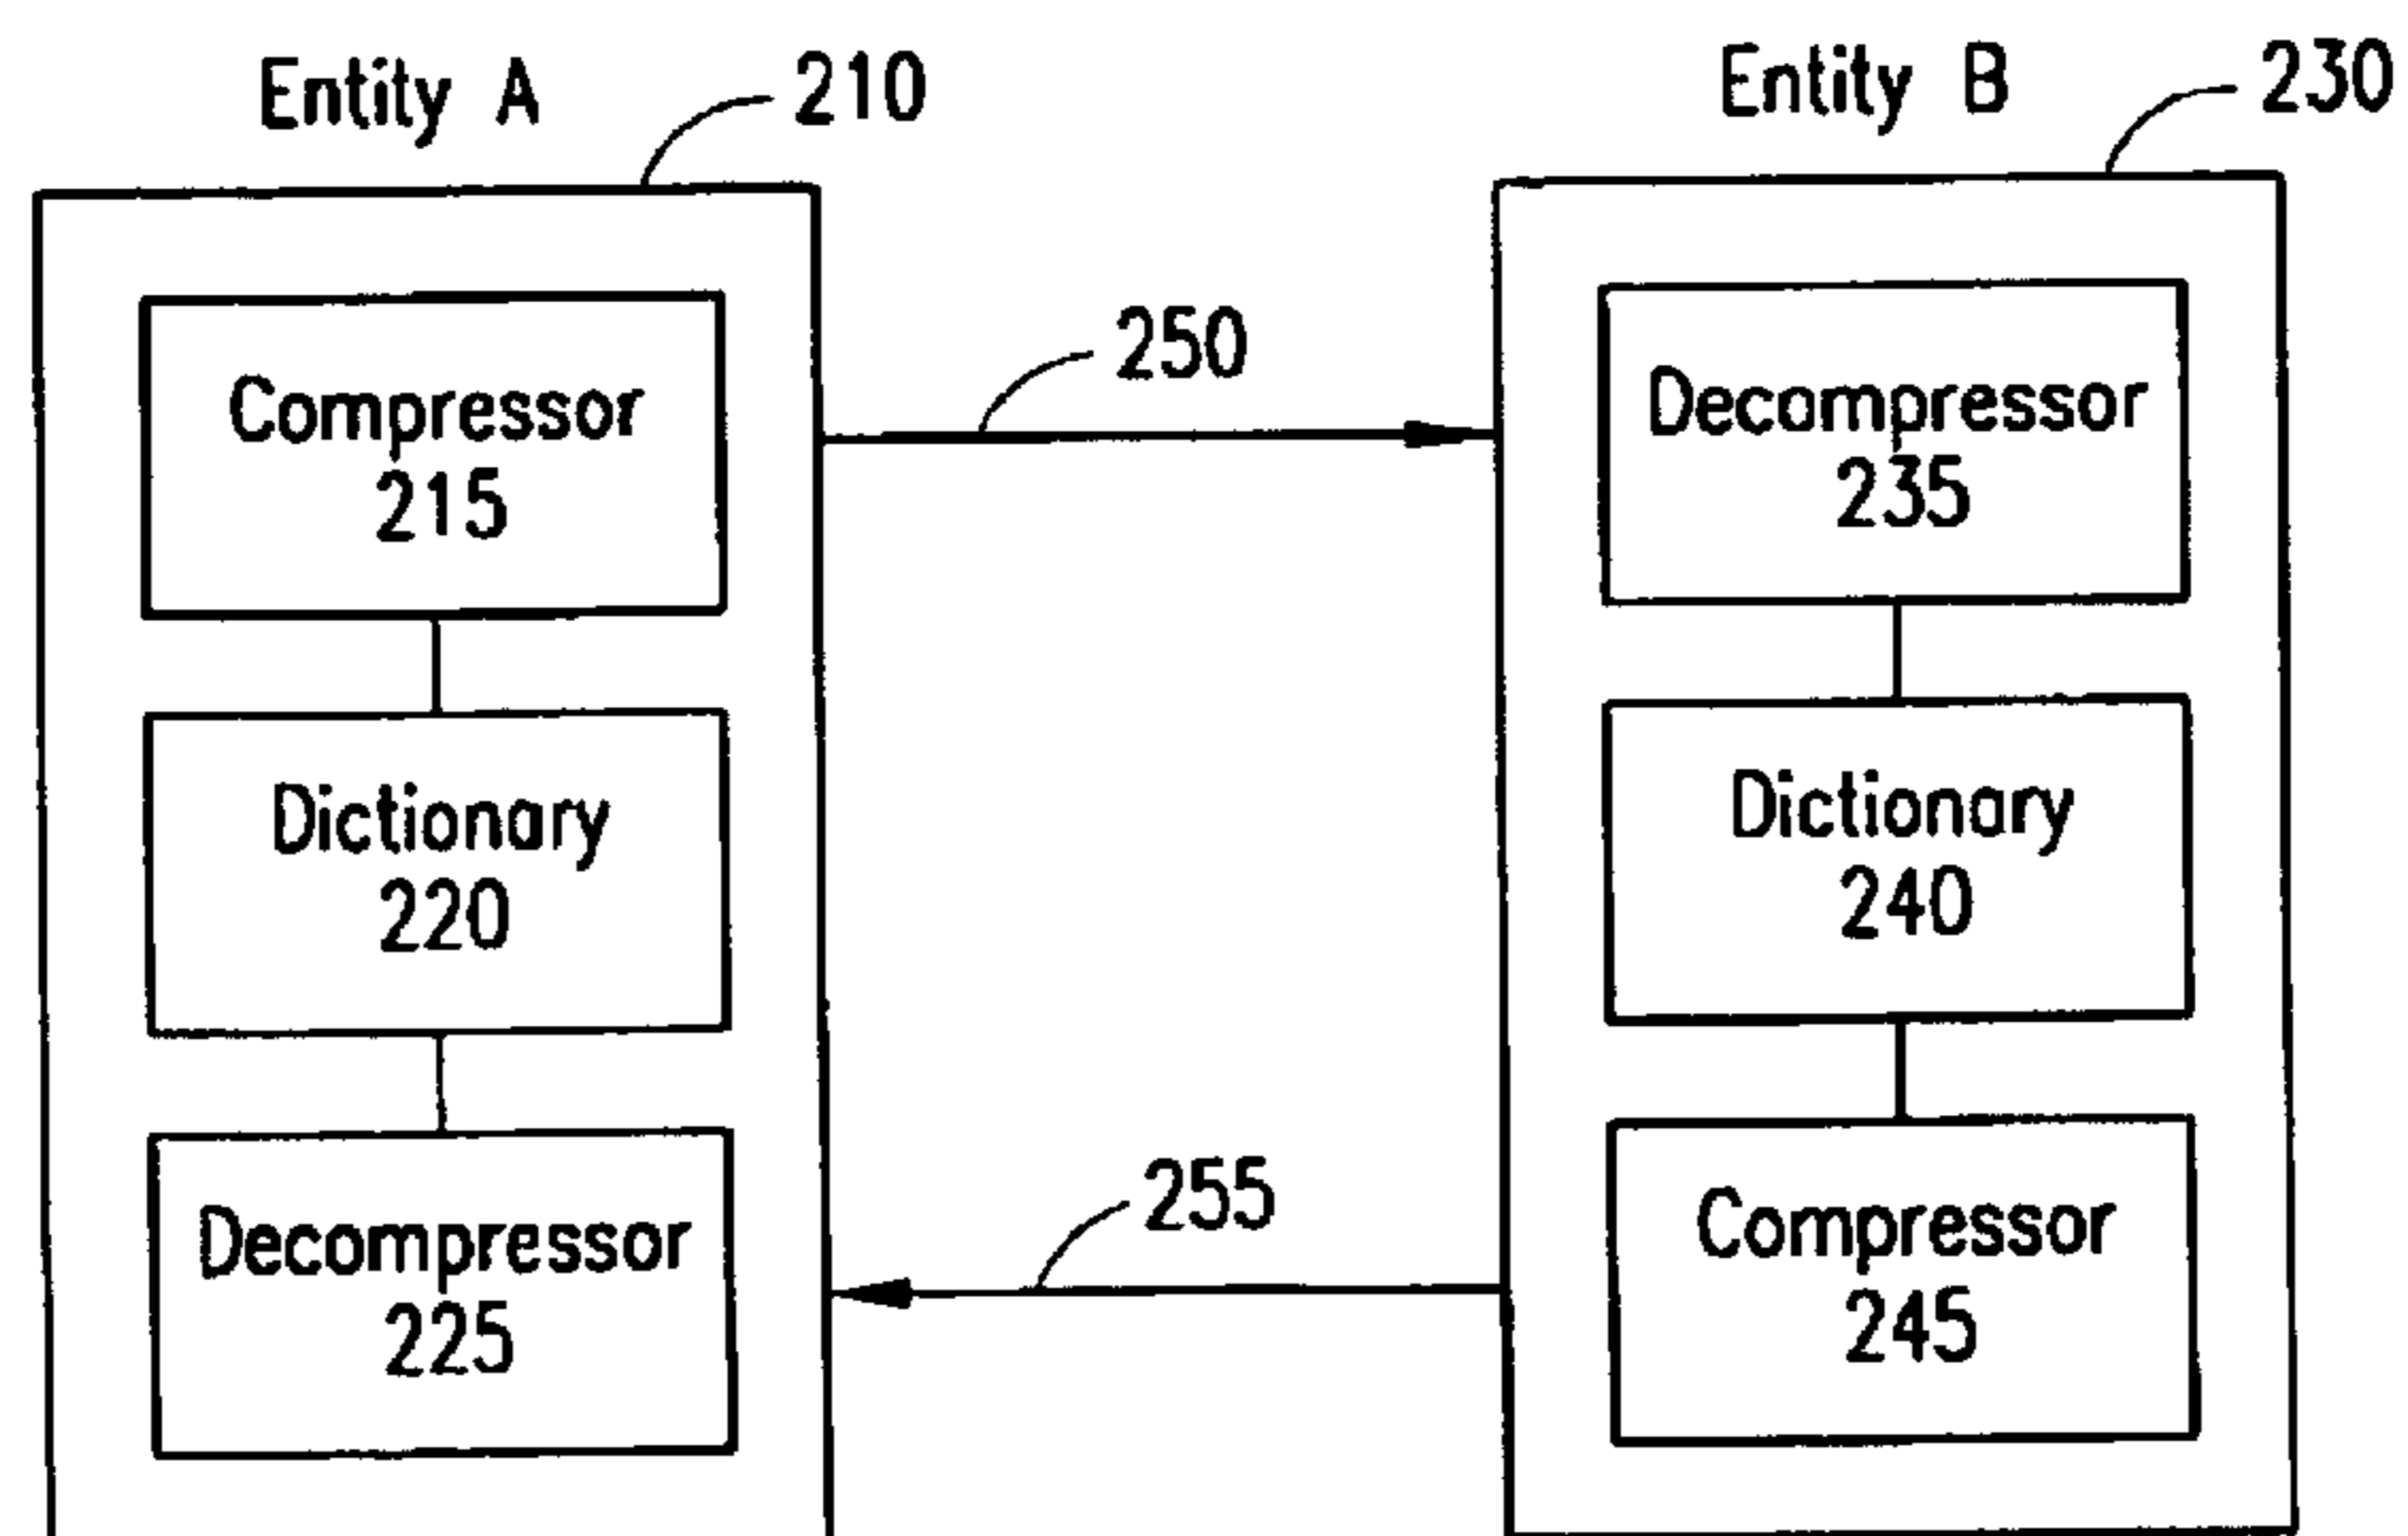 Entity A
210
Entity B
230
Compressor
215
250
Decompressor
235
Dictionary
220
Dictionary
240
Decompressor
225
255
Compressor
245